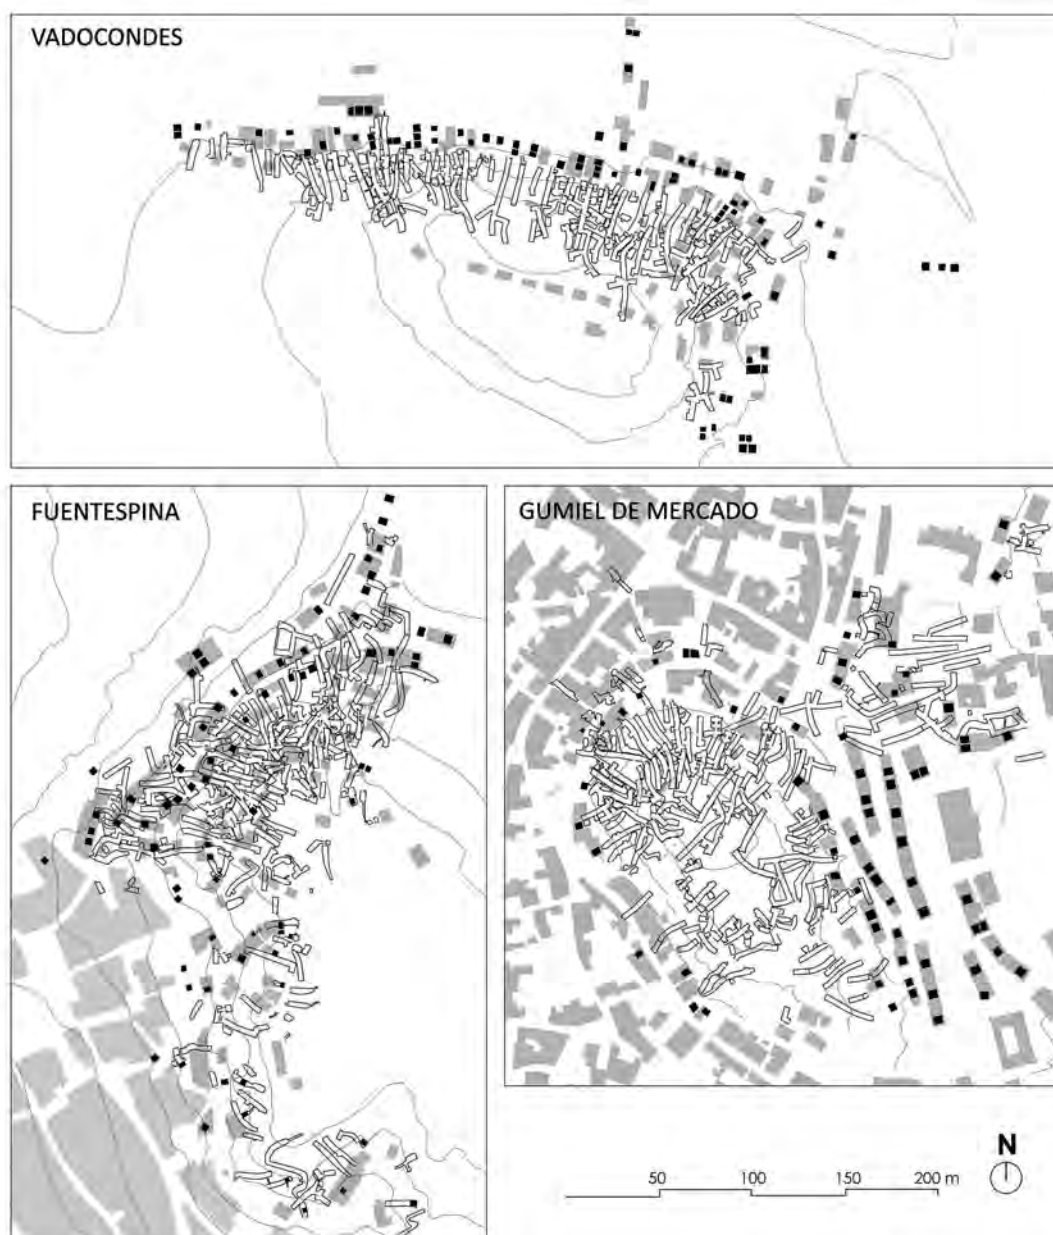 VADOCONDES
FUENTESPINA
GUMIEL DE MERCADO
N
50 100 150 200 m